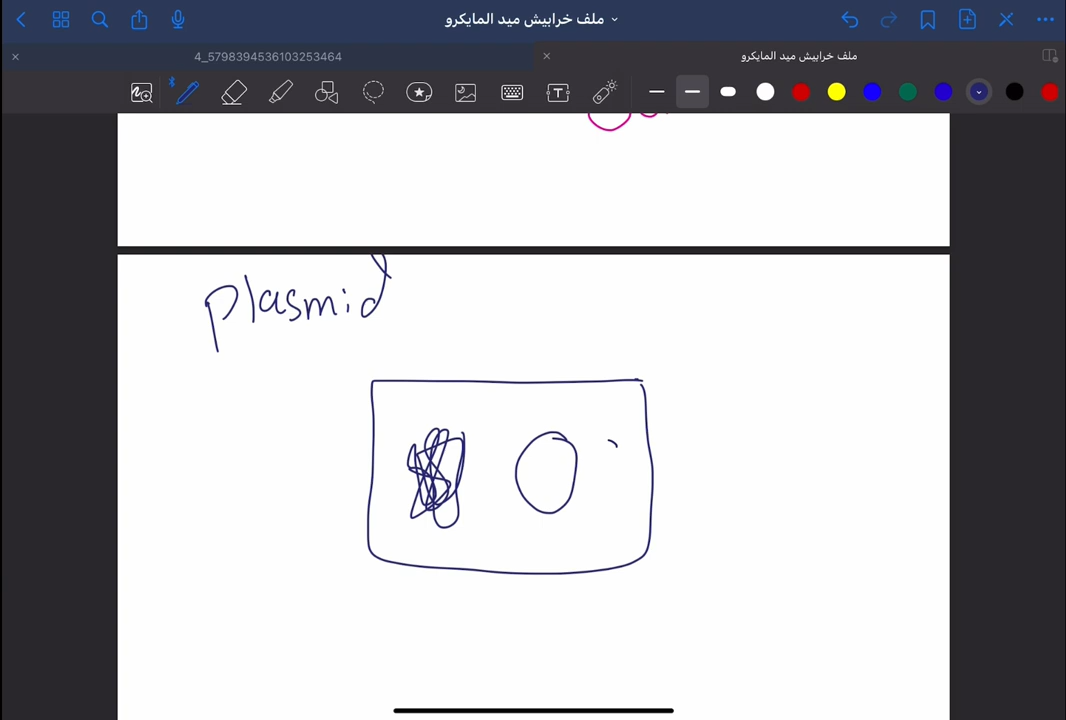 ملف خرابيش ميد المايكرو
4_5798394536103253464
ملف خرابيش ميد المايكرو
T
plasmid